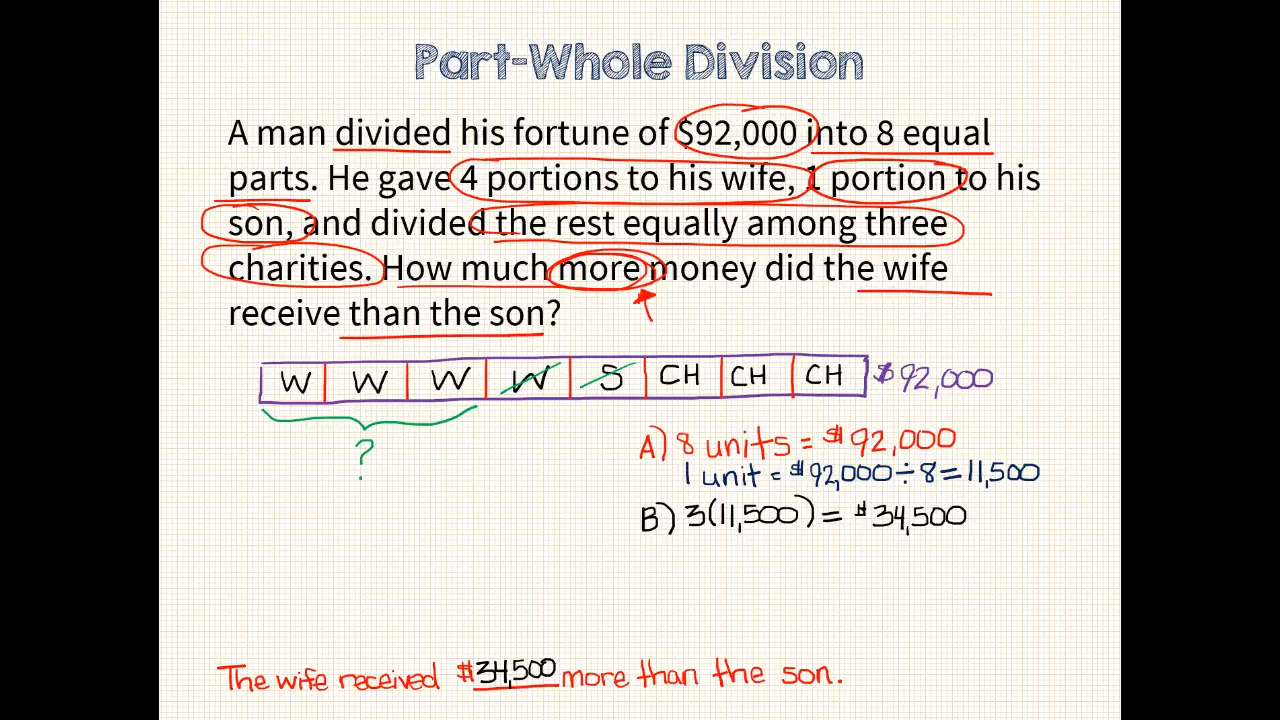 Part-Whole Division
A man divided his fortune of $92,000 into 8 equal
parts. He gave 4 portions to his wife, 1 portion to his
son, and divided the rest equally among three
charities. How much more money did the wife
receive than the son?
W W W W S CH CH CH $92,000
?
A) 8 units = $92,000
1 unit = $92,000 ÷ 8 = 11,500
B) 3(11,500) = $34,500
The wife received $34,500 more than the son.